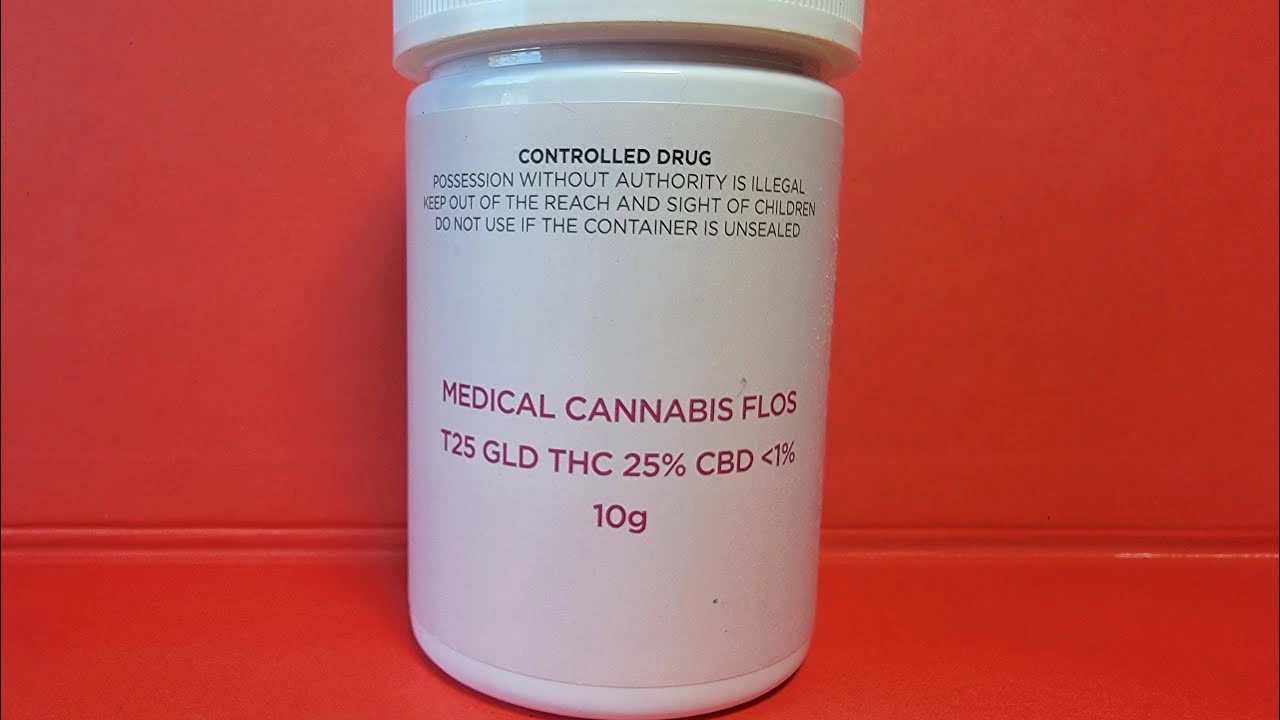 CONTROLLED DRUG
POSSESSION WITHOUT AUTHORITY IS ILLEGAL
KEEP OUT OF THE REACH AND SIGHT OF CHILDREN
DO NOT USE IF THE CONTAINER IS UNSEALED
MEDICAL CANNABIS FLOS
T25 GLD THC 25% CBD <1%
10g